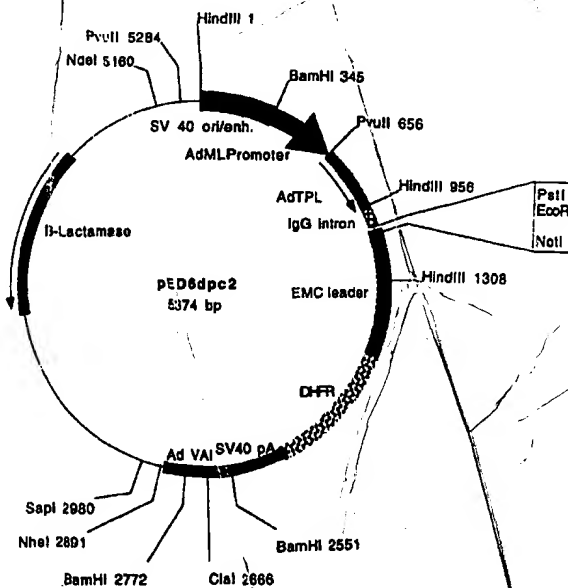 HindIII 1
PvuII 5284
NdeI 5160
BamHI 345
SV 40 ori/enh.
PvuII 656
AdMLPromoter
HindIII 956
AdTPL
PstI
EcoR
IgG intron
NotI
B-Lactamase
pED6dpc2
5374 bp
EMC leader
HindIII 1308
DHFR
Ad VAI
SV40 pA
SapI 2980
NheI 2891
BamHI 2551
BamHI 2772
ClaI 2666